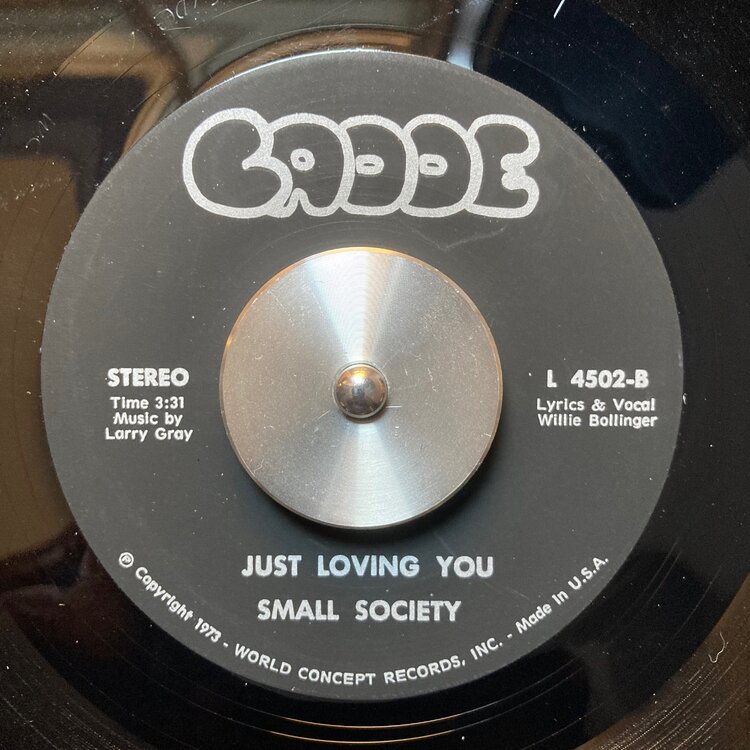 CADDE
STEREO
Time 3:31
Music by
Larry Gray
L 4502-B
Lyrics & Vocal
Willie Bollinger
JUST LOVING YOU
SMALL SOCIETY
℗ Copyright 1973 - WORLD CONCEPT RECORDS, INC. - Made In U.S.A.